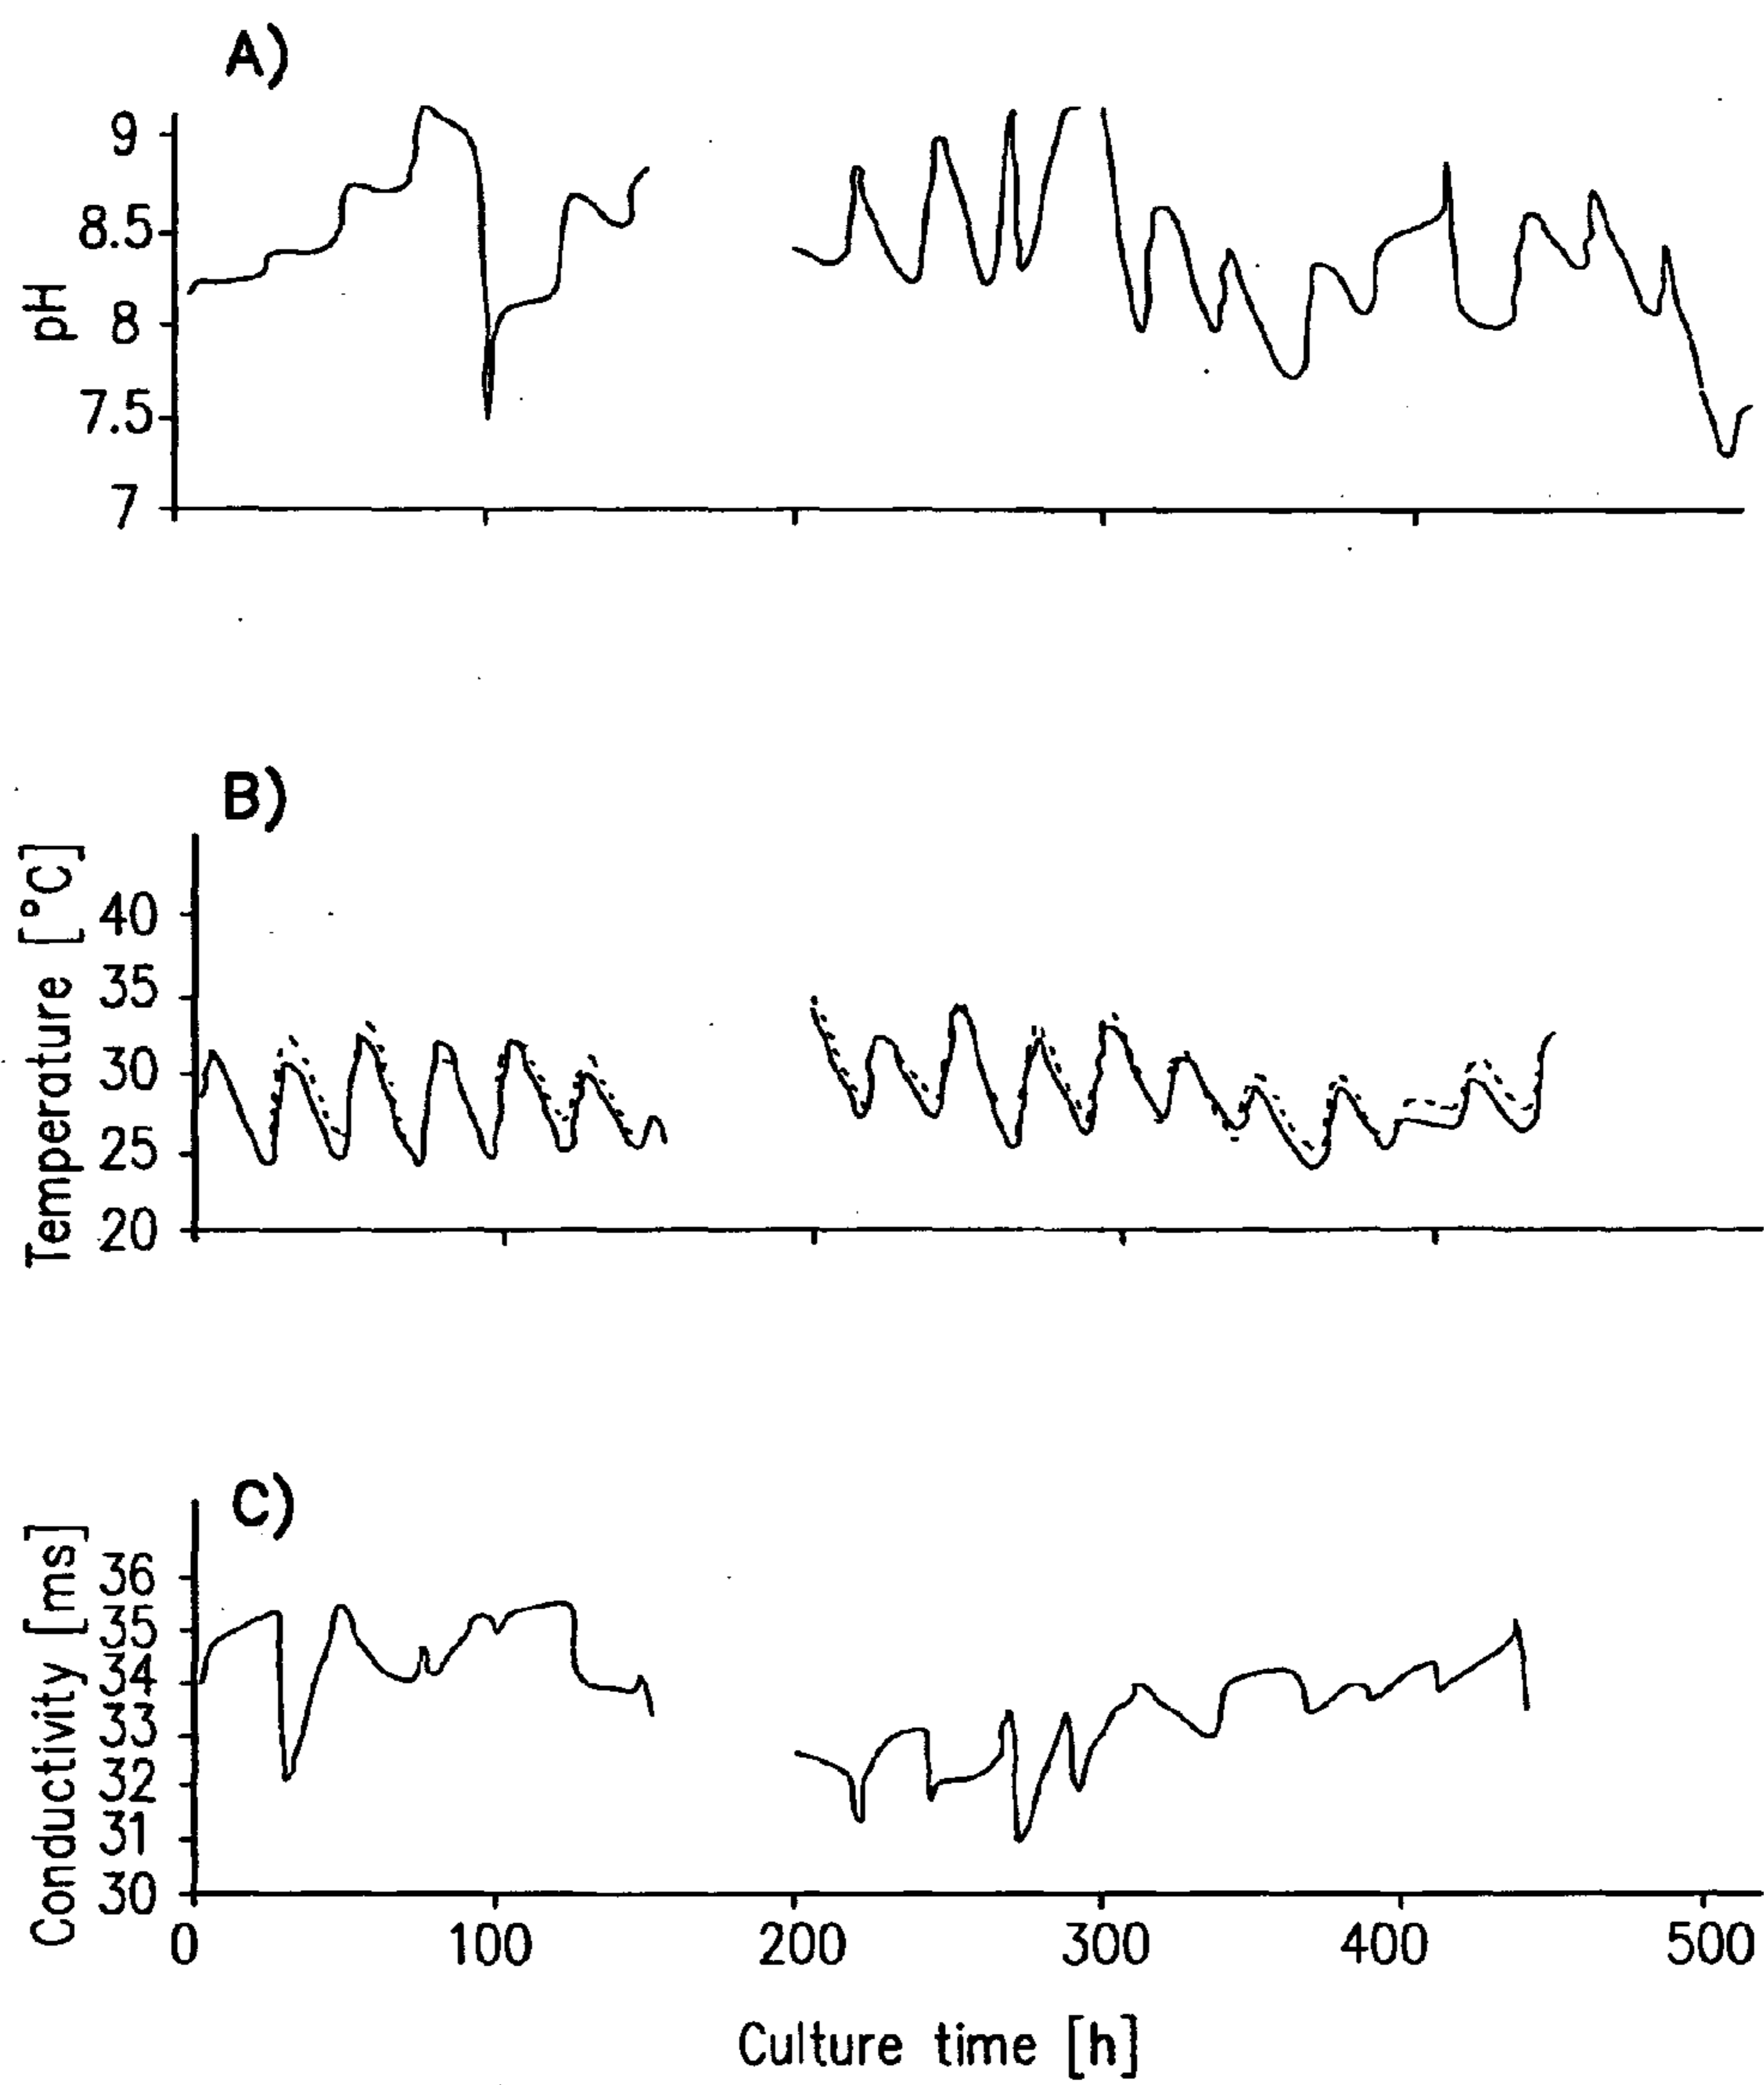 A)
pH
9
8.5
8
7.5
7
B)
Temperature [°C]
40
35
30
25
20
C)
Conductivity [ms]
36
35
34
33
32
31
30
0 100 200 300 400 500
Culture time [h]